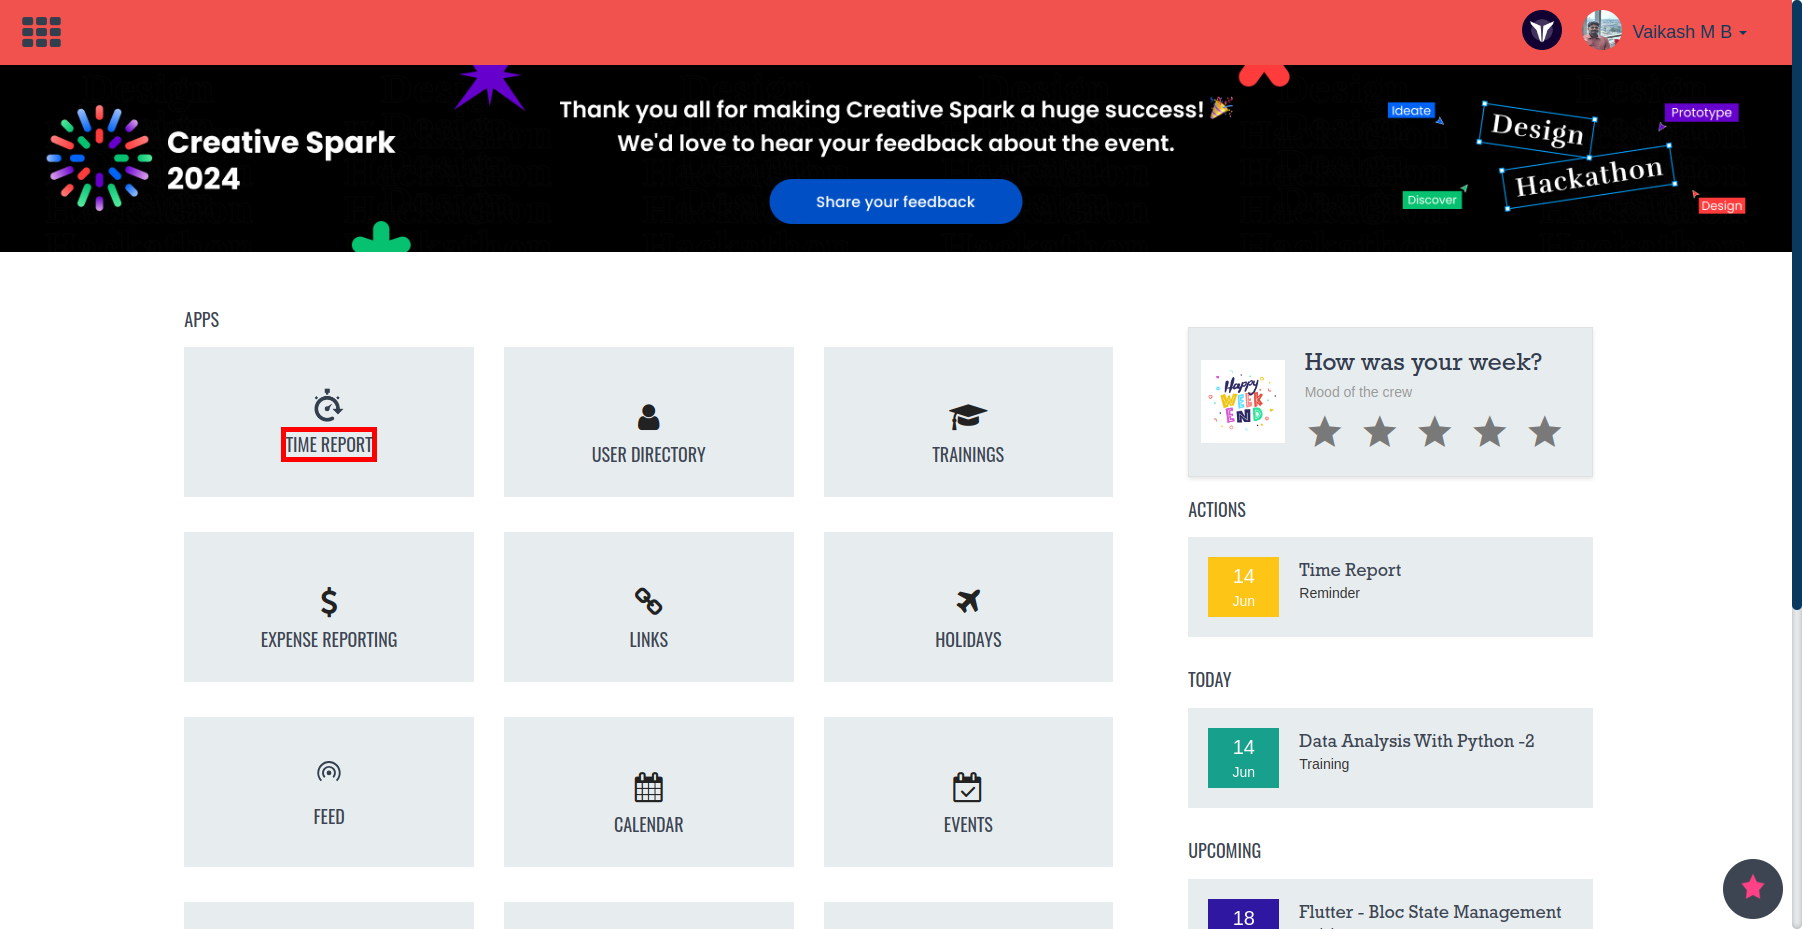 Vaikash M B
Creative Spark
2024
Thank you all for making Creative Spark a huge success! 🎉
We'd love to hear your feedback about the event.
Share your feedback
Ideate
Design
Prototype
Hackathon
Discover
Design
APPS
TIME REPORT
USER DIRECTORY
TRAININGS
EXPENSE REPORTING
LINKS
HOLIDAYS
FEED
CALENDAR
EVENTS
Happy
WEEK
END
How was your week?
Mood of the crew
ACTIONS
14
Jun
Time Report
Reminder
TODAY
14
Jun
Data Analysis With Python -2
Training
UPCOMING
18
Flutter - Bloc State Management